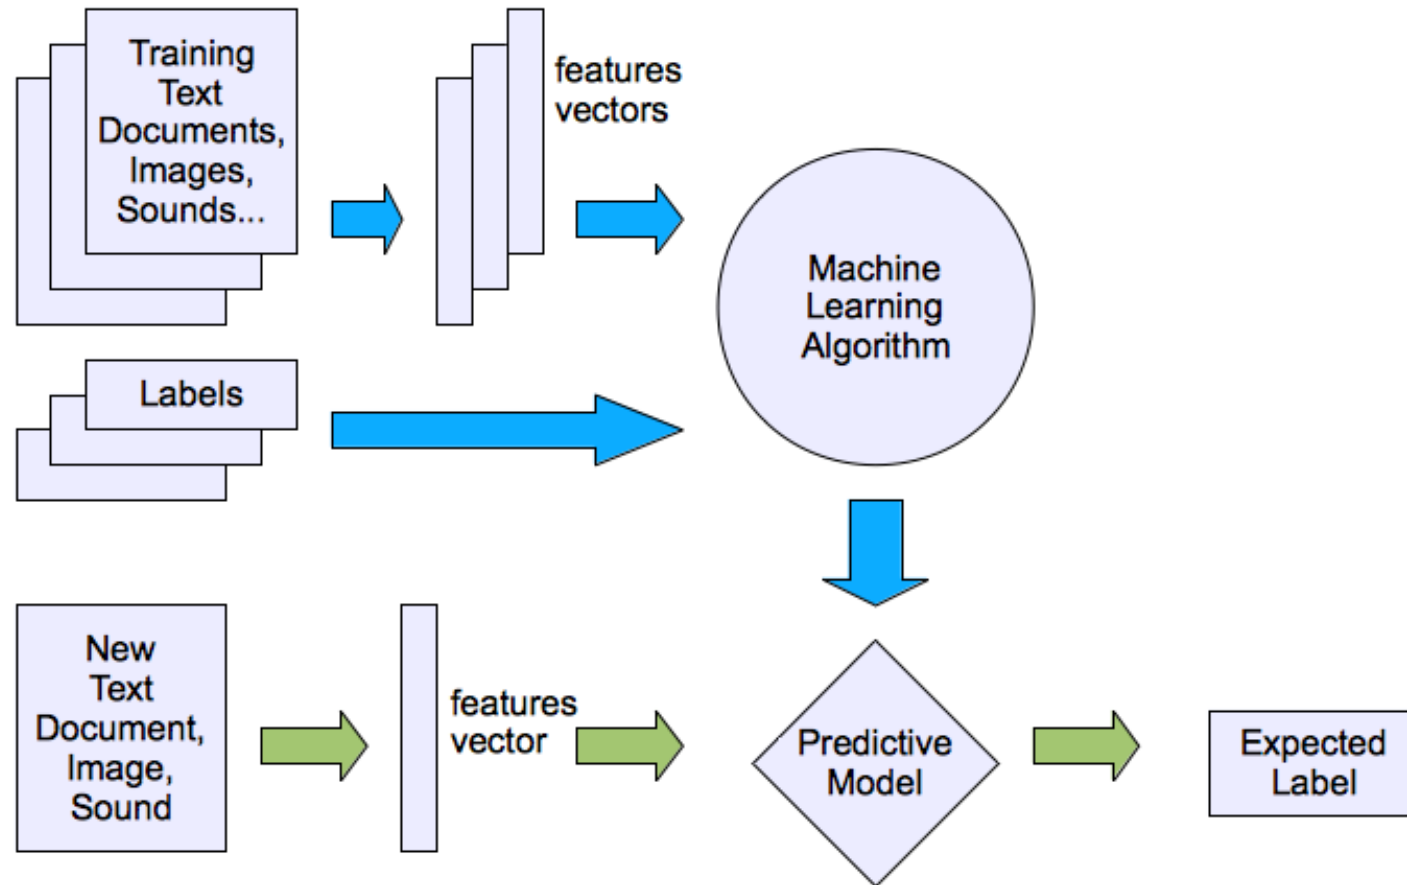 Training
Text
Documents,
Images,
Sounds...
features
vectors
Machine
Learning
Algorithm
Labels
New
Text
Document,
Image,
Sound
features
vector
Predictive
Model
Expected
Label